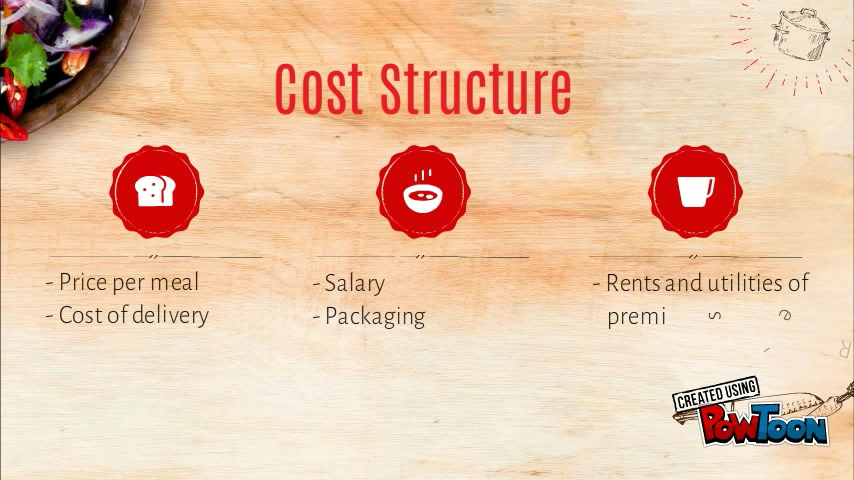 Cost Structure
- Price per meal
- Cost of delivery
- Salary
- Packaging
- Rents and utilities of
premi s e
R
CREATED USING
POWTOON